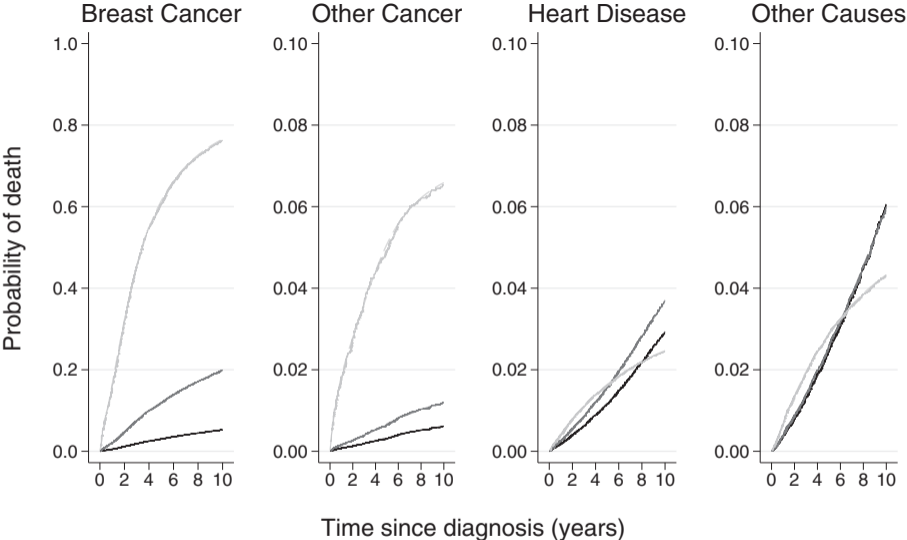 Breast Cancer
Other Cancer
Heart Disease
Other Causes
Probability of death
1.0
0.8
0.6
0.4
0.2
0.0
0 2 4 6 8 10
0.10
0.08
0.06
0.04
0.02
0.00
0 2 4 6 8 10
0.10
0.08
0.06
0.04
0.02
0.00
0 2 4 6 8 10
0.10
0.08
0.06
0.04
0.02
0.00
0 2 4 6 8 10
Time since diagnosis (years)